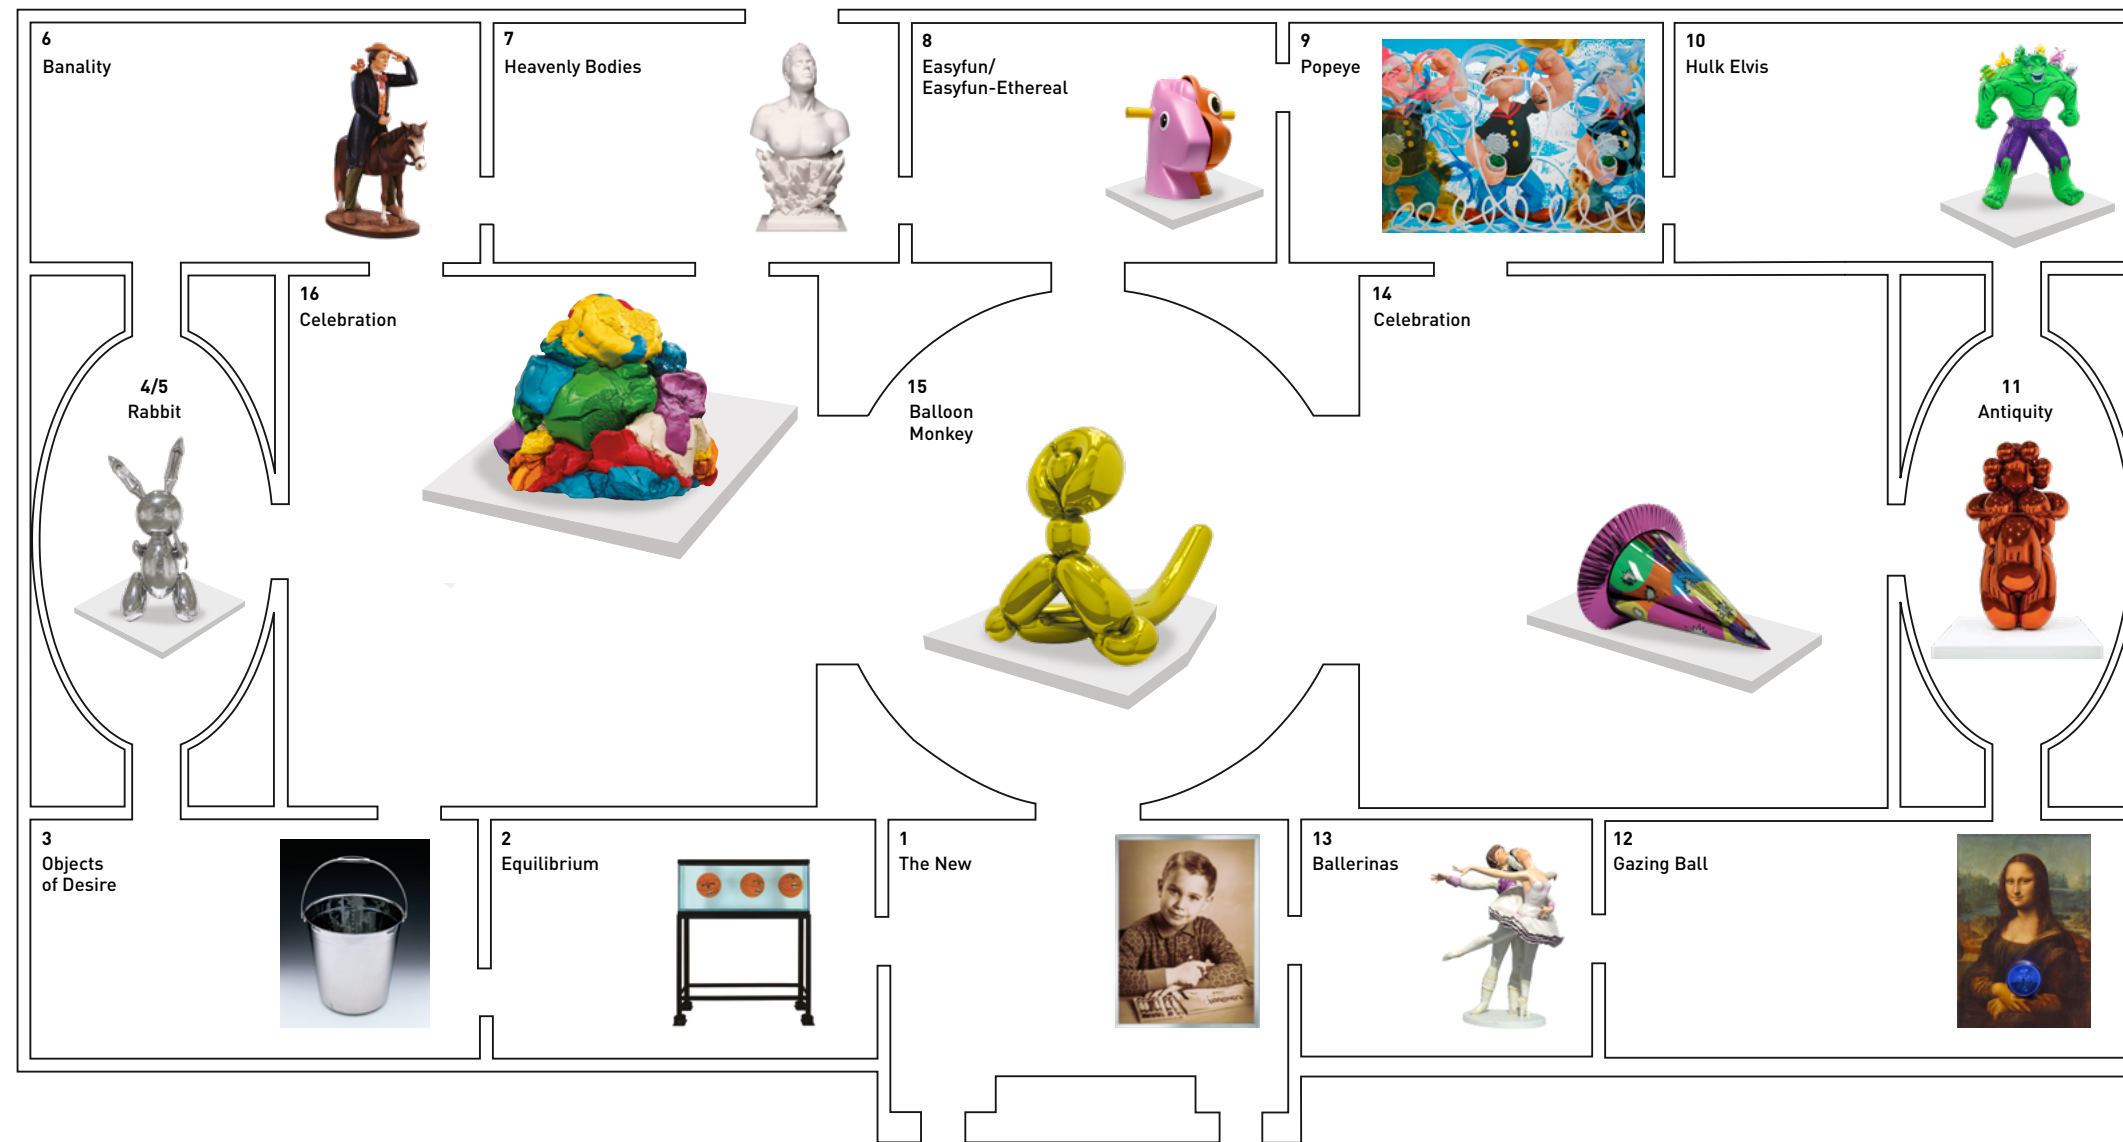 6
Banality
7
Heavenly Bodies
8
Easyfun/
Easyfun-Ethereal
9
Popeye
10
Hulk Elvis
16
Celebration
14
Celebration
4/5
Rabbit
15
Balloon
Monkey
11
Antiquity
3
Objects
of Desire
2
Equilibrium
1
The New
13
Ballerinas
12
Gazing Ball